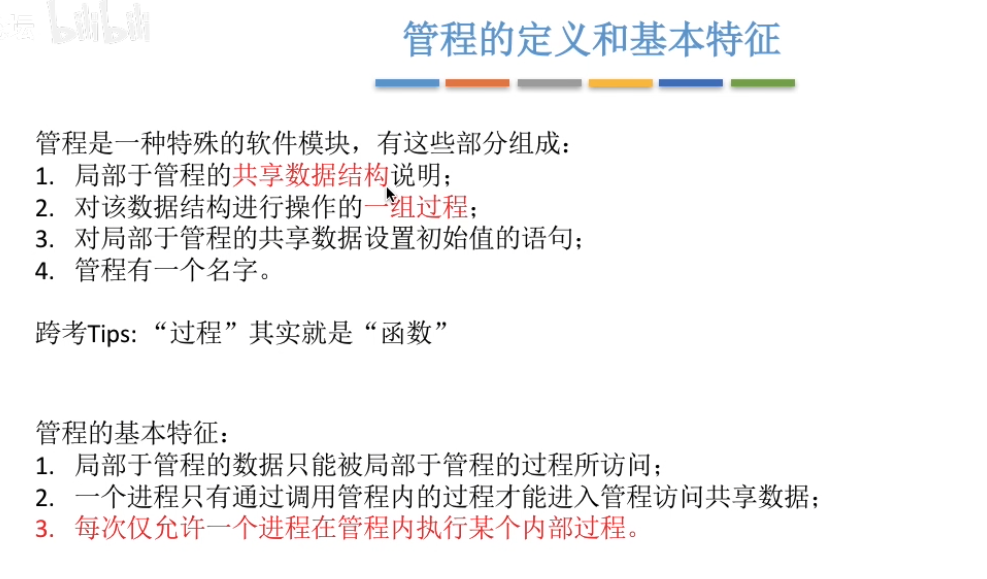 bilibili
管程的定义和基本特征
管程是一种特殊的软件模块，有这些部分组成：
1. 局部于管程的共享数据结构说明；
2. 对该数据结构进行操作的一组过程；
3. 对局部于管程的共享数据设置初始值的语句；
4. 管程有一个名字。
跨考Tips: “过程”其实就是“函数”
管程的基本特征：
1. 局部于管程的数据只能被局部于管程的过程所访问；
2. 一个进程只有通过调用管程内的过程才能进入管程访问共享数据；
3. 每次仅允许一个进程在管程内执行某个内部过程。